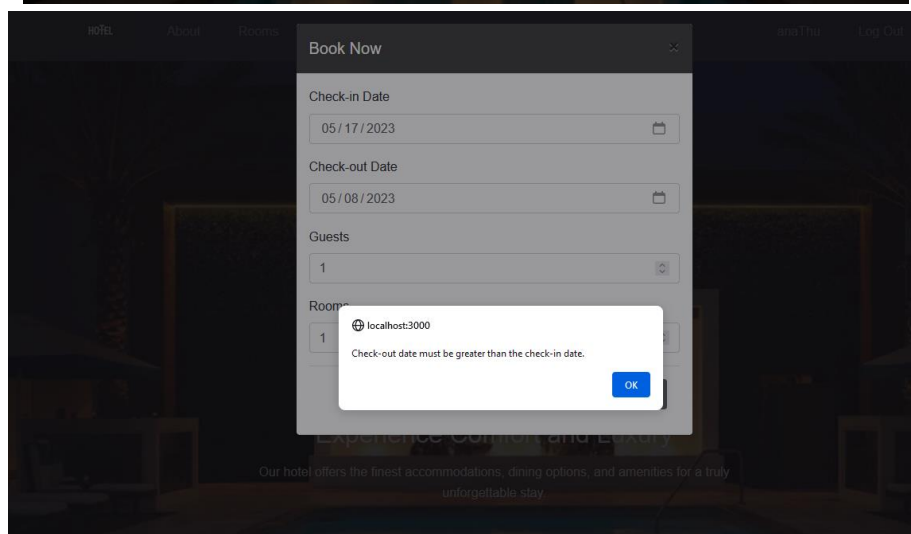 HOTEL About Rooms anaThu Log Out
Book Now ×
Check-in Date
05/17/2023
Check-out Date
05/08/2023
Guests
1
Rooms
1
localhost:3000
Check-out date must be greater than the check-in date.
OK
Experience Comfort and Luxury
Our hotel offers the finest accommodations, dining options, and amenities for a truly
unforgettable stay